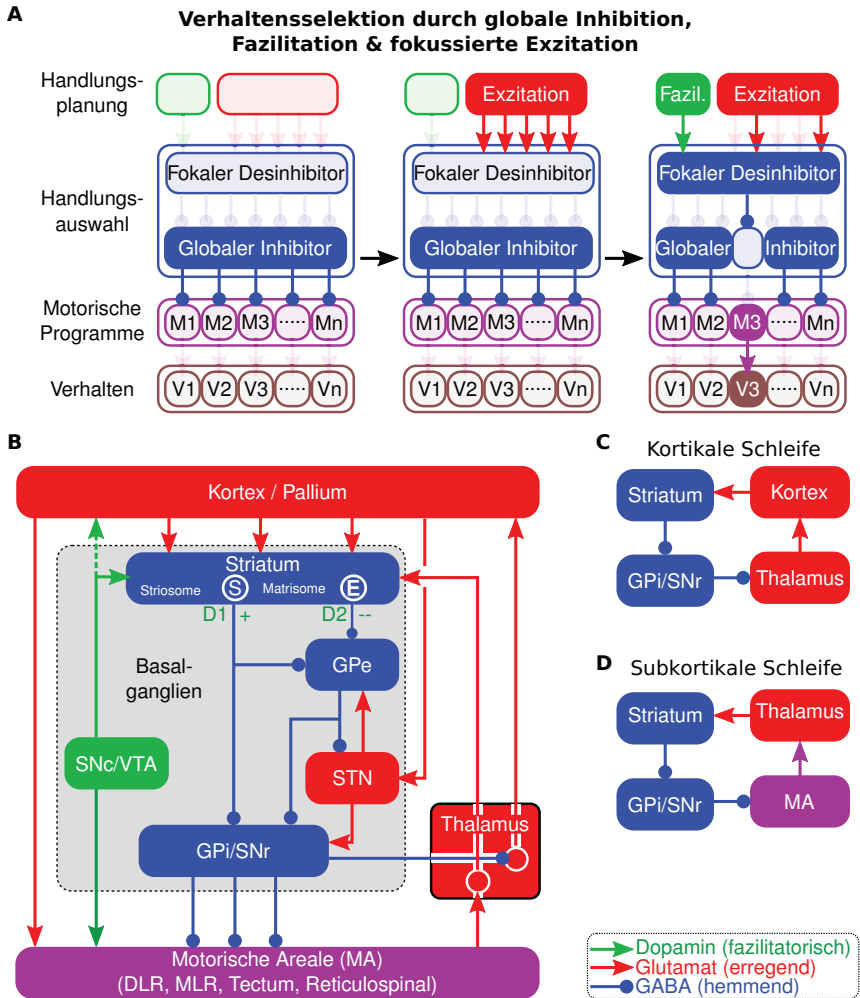 A
Verhaltensselektion durch globale Inhibition,
Fazilitation & fokussierte Exzitation
Handlungs-
planung
Exzitation
Fazil.
Exzitation
Handlungs-
auswahl
Fokaler Desinhibitor
Globaler Inhibitor
Fokaler Desinhibitor
Globaler Inhibitor
Fokaler Desinhibitor
Globaler Inhibitor
Motorische
Programme
M1 M2 M3 ····· Mn
M1 M2 M3 ····· Mn
M1 M2 M3 ····· Mn
Verhalten
V1 V2 V3 ····· Vn
V1 V2 V3 ····· Vn
V1 V2 V3 ····· Vn
B
Kortex / Pallium
Striatum
Striosome S Matrisome E
D1 + D2 --
Basal-
ganglien
GPe
SNc/VTA
STN
GPi/SNr
Thalamus
Motorische Areale (MA)
(DLR, MLR, Tectum, Reticulospinal)
C
Kortikale Schleife
Striatum
Kortex
GPi/SNr
Thalamus
D
Subkortikale Schleife
Striatum
Thalamus
GPi/SNr
MA
Dopamin (fazilitatorisch)
Glutamat (erregend)
GABA (hemmend)